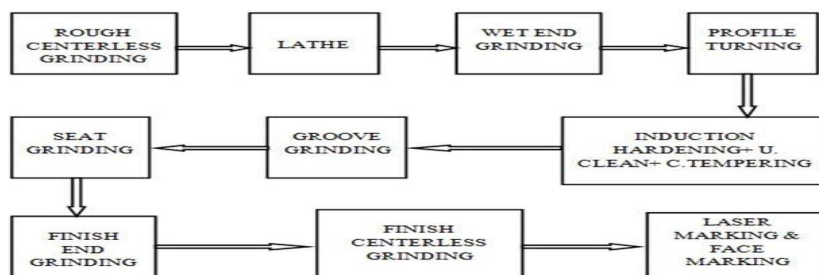 ROUGH
CENTERLESS
GRINDING
LATHE
WET END
GRINDING
PROFILE
TURNING
INDUCTION
HARDENING+ U.
CLEAN+ C.TEMPERING
GROOVE
GRINDING
SEAT
GRINDING
FINISH
END
GRINDING
FINISH
CENTERLESS
GRINDING
LASER
MARKING &
FACE
MARKING